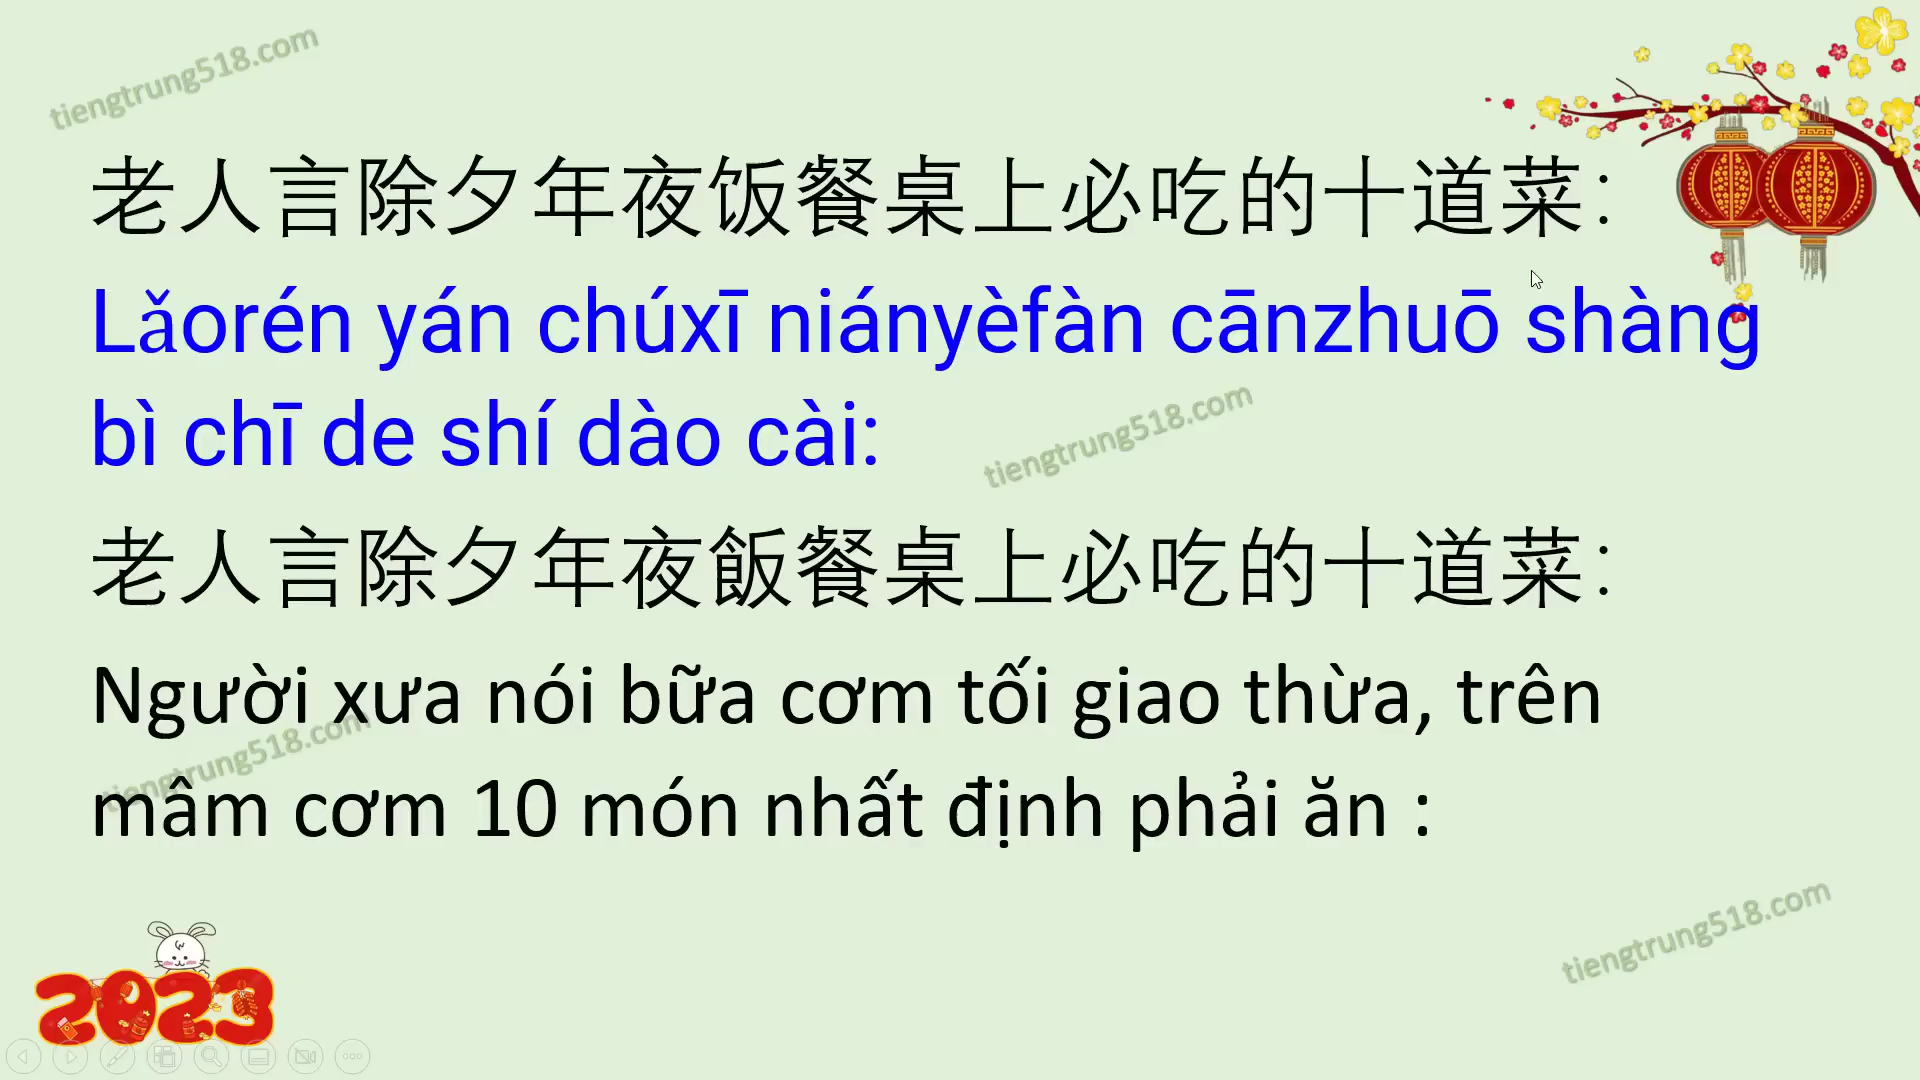 tiengtrung518.com
老人言除夕年夜饭餐桌上必吃的十道菜：
Lǎorén yán chúxī niányèfàn cānzhuō shàng
bì chī de shí dào cài:
tiengtrung518.com
老人言除夕年夜飯餐桌上必吃的十道菜：
Người xưa nói bữa cơm tối giao thừa, trên
tiengtrung518.com
mâm cơm 10 món nhất định phải ăn :
tiengtrung518.com
2023